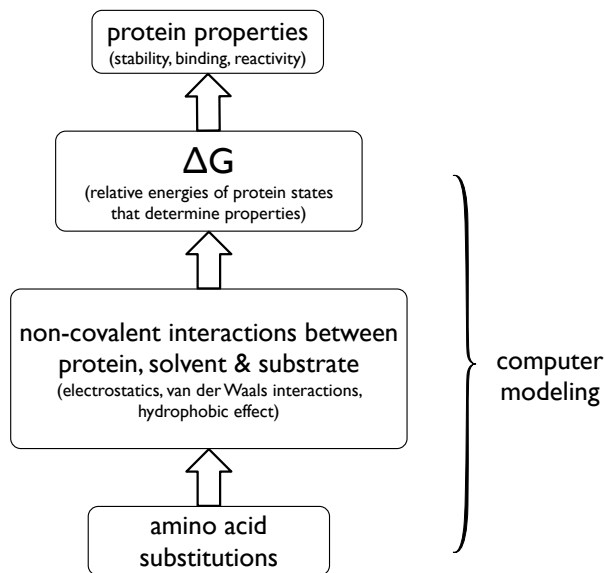 protein properties
(stability, binding, reactivity)
ΔG
(relative energies of protein states
that determine properties)
non-covalent interactions between
protein, solvent & substrate
(electrostatics, van der Waals interactions,
hydrophobic effect)
computer
modeling
amino acid
substitutions